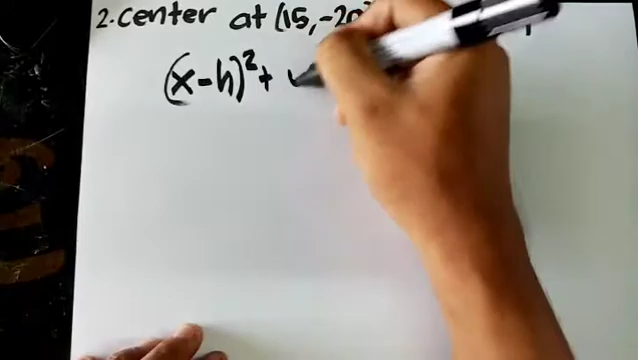 2. center at (15, -20
(x-h)²+